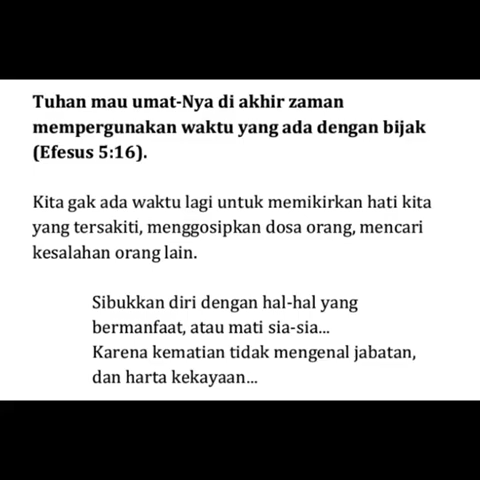 Tuhan mau umat-Nya di akhir zaman
mempergunakan waktu yang ada dengan bijak
(Efesus 5:16).
Kita gak ada waktu lagi untuk memikirkan hati kita
yang tersakiti, menggosipkan dosa orang, mencari
kesalahan orang lain.
Sibukkan diri dengan hal-hal yang
bermanfaat, atau mati sia-sia...
Karena kematian tidak mengenal jabatan,
dan harta kekayaan...